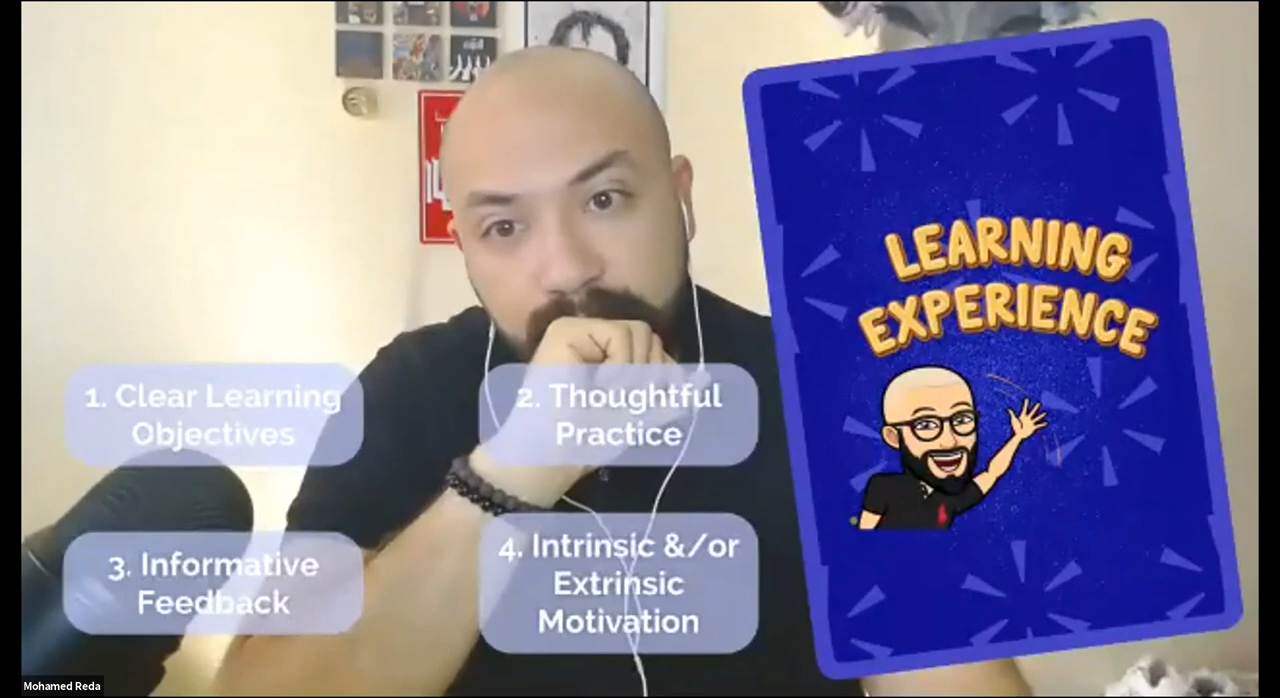 LEARNING
EXPERIENCE
1. Clear Learning
Objectives
2. Thoughtful
Practice
3. Informative
Feedback
4. Intrinsic &/or
Extrinsic
Motivation
Mohamed Reda